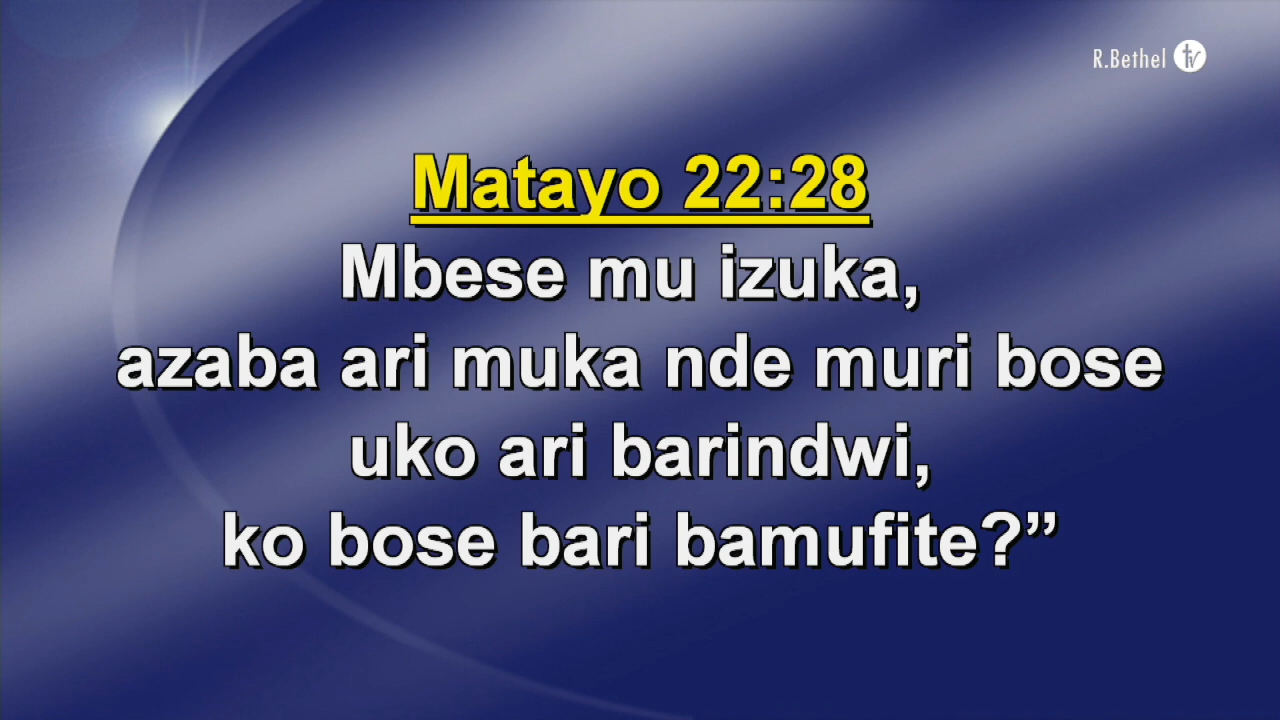 R.Bethel tv
Matayo 22:28
Mbese mu izuka,
azaba ari muka nde muri bose
uko ari barindwi,
ko bose bari bamufite?”